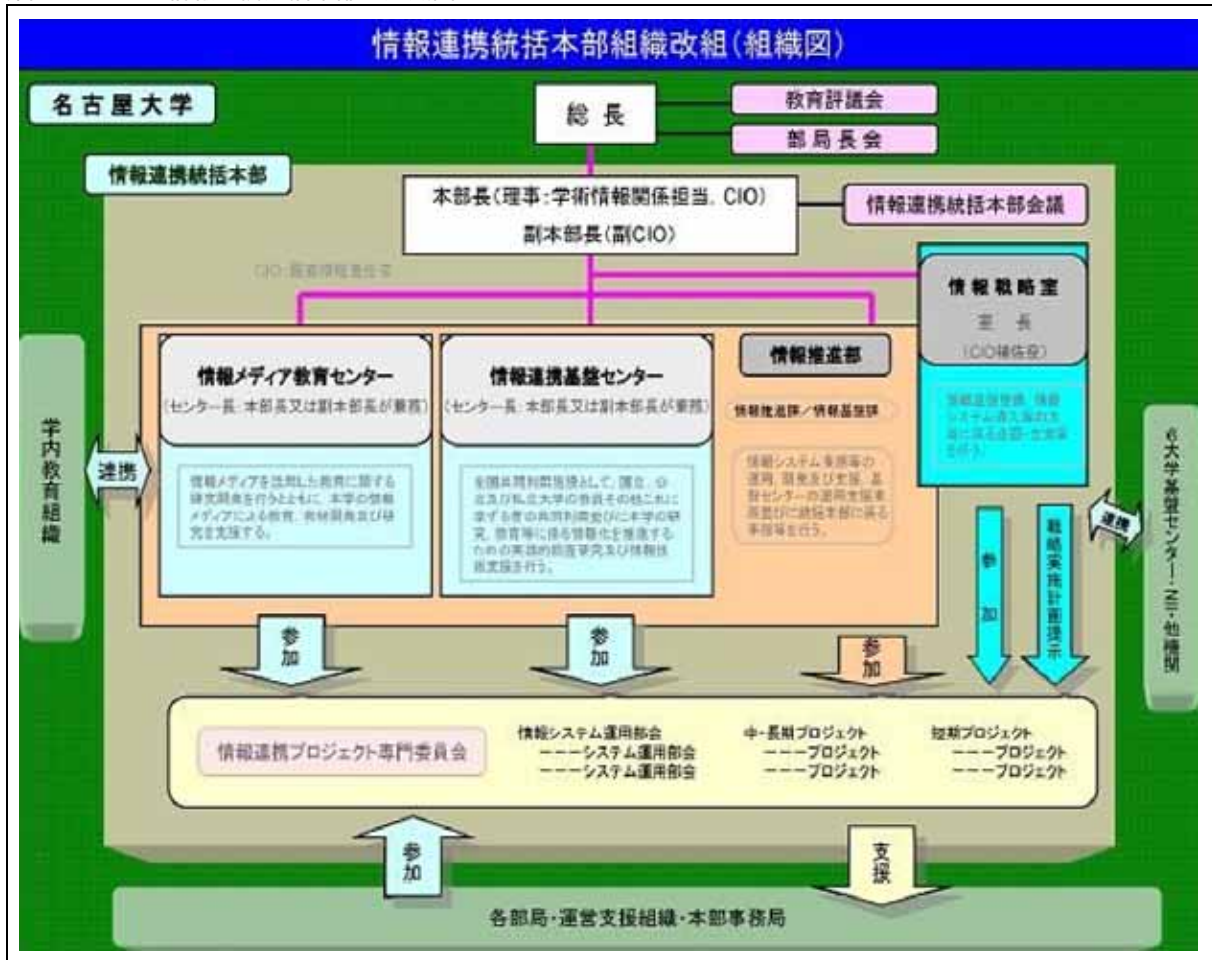 情報連携統括本部組織改組(組織図)
名古屋大学
総長
教育評議会
部局長会
情報連携統括本部
本部長(理事:学術情報関係担当, CIO)
副本部長(副CIO)
情報連携統括本部会議
CIO:最高情報責任者
情報戦略室
室長
(CIO補佐役)
情報メディア教育センター
(センター長:本部長又は副本部長が兼務)
情報連携基盤センター
(センター長:本部長又は副本部長が兼務)
情報推進部
情報推進課/情報基盤課
情報メディアを活用した教育に関する
研究開発を行うとともに、本学の情報
メディアによる教育、教材開発及び研
究を支援する。
全国共同利用施設として、国立、公
立及び私立大学の教員その他これに
準ずる者の共同利用並びに本学の研
究、教育等に係る情報化を推進する
ための実践的調査研究及び情報技
術支援を行う。
情報システム業務等の
運用、開発及び支援、基
盤センターの運用支援業
務並びに統括本部に係る
事務等を行う。
を行う。
学内教育組織
連携
連携
6大学基盤センター・NII・他機関
参加
戦略実施計画提示
参加
参加
参加
情報連携プロジェクト専門委員会
情報システム運用部会
ーーーシステム運用部会
ーーーシステム運用部会
中・長期プロジェクト
ーーープロジェクト
ーーープロジェクト
短期プロジェクト
ーーープロジェクト
ーーープロジェクト
参加
支援
各部局・運営支援組織・本部事務局